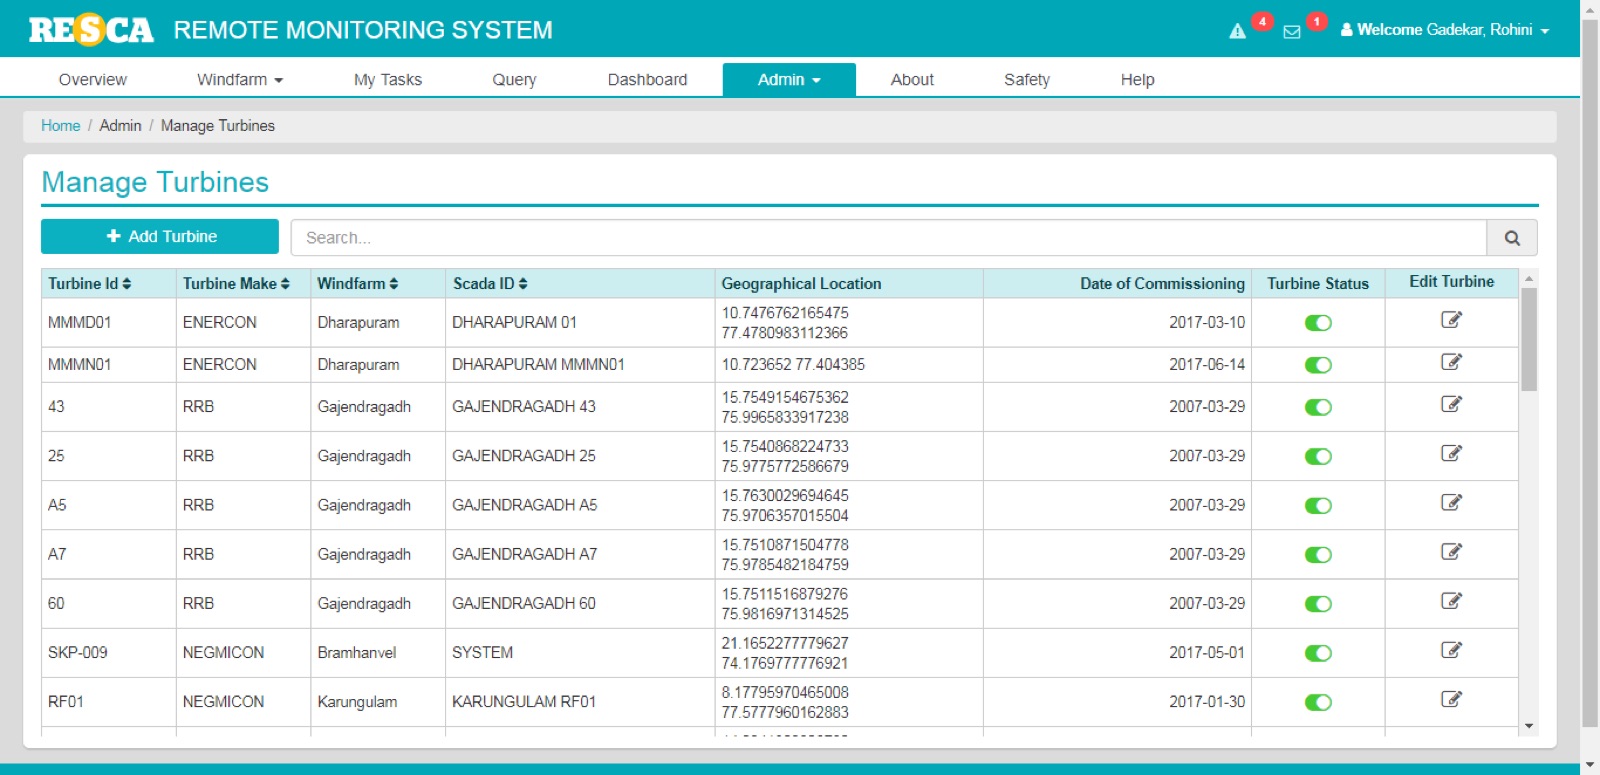 RESCA REMOTE MONITORING SYSTEM 4 1 Welcome Gadekar, Rohini
Overview Windfarm My Tasks Query Dashboard Admin About Safety Help
Home / Admin / Manage Turbines
Manage Turbines
Add Turbine Search...
Turbine Id Turbine Make Windfarm Scada ID Geographical Location Date of Commissioning Turbine Status Edit Turbine
MMMD01 ENERCON Dharapuram DHARAPURAM 01 10.7476762165475 2017-03-10
77.4780983112366
MMMN01 ENERCON Dharapuram DHARAPURAM MMMN01 10.723652 77.404385 2017-06-14
43 RRB Gajendragadh GAJENDRAGADH 43 15.7549154675362 2007-03-29
75.9965833917238
25 RRB Gajendragadh GAJENDRAGADH 25 15.7540868224733 2007-03-29
75.9775772586679
A5 RRB Gajendragadh GAJENDRAGADH A5 15.7630029694645 2007-03-29
75.9706357015504
A7 RRB Gajendragadh GAJENDRAGADH A7 15.7510871504778 2007-03-29
75.9785482184759
60 RRB Gajendragadh GAJENDRAGADH 60 15.7511516879276 2007-03-29
75.9816971314525
SKP-009 NEGMICON Bramhanvel SYSTEM 21.1652277779627 2017-05-01
74.1769777776921
RF01 NEGMICON Karungulam KARUNGULAM RF01 8.17795970465008 2017-01-30
77.5777960162883